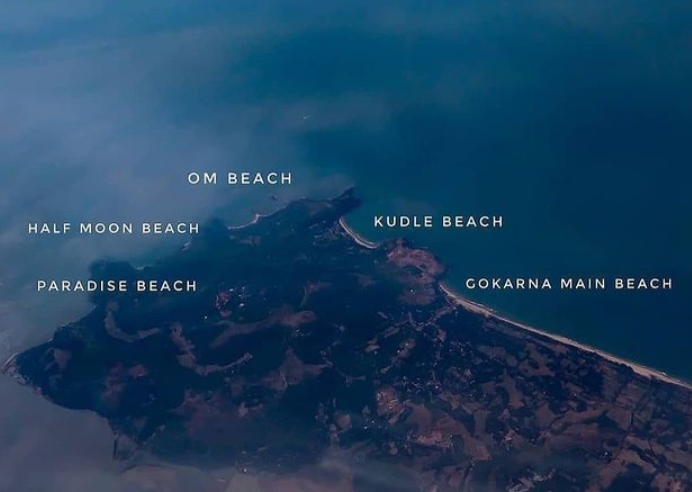 OM BEACH
HALF MOON BEACH
KUDLE BEACH
PARADISE BEACH
GOKARNA MAIN BEACH